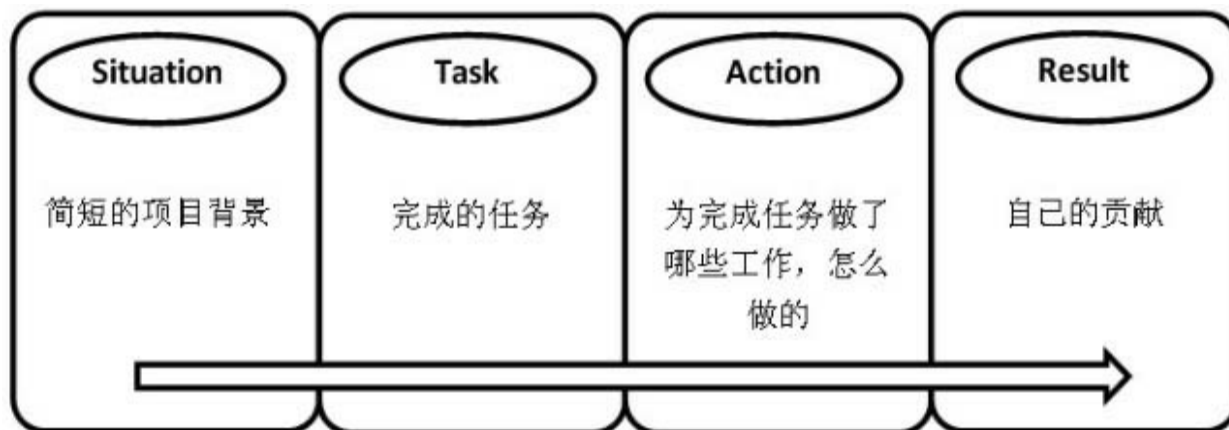 Situation
Task
Action
Result
简短的项目背景
完成的任务
为完成任务做了
哪些工作，怎么
做的
自己的贡献